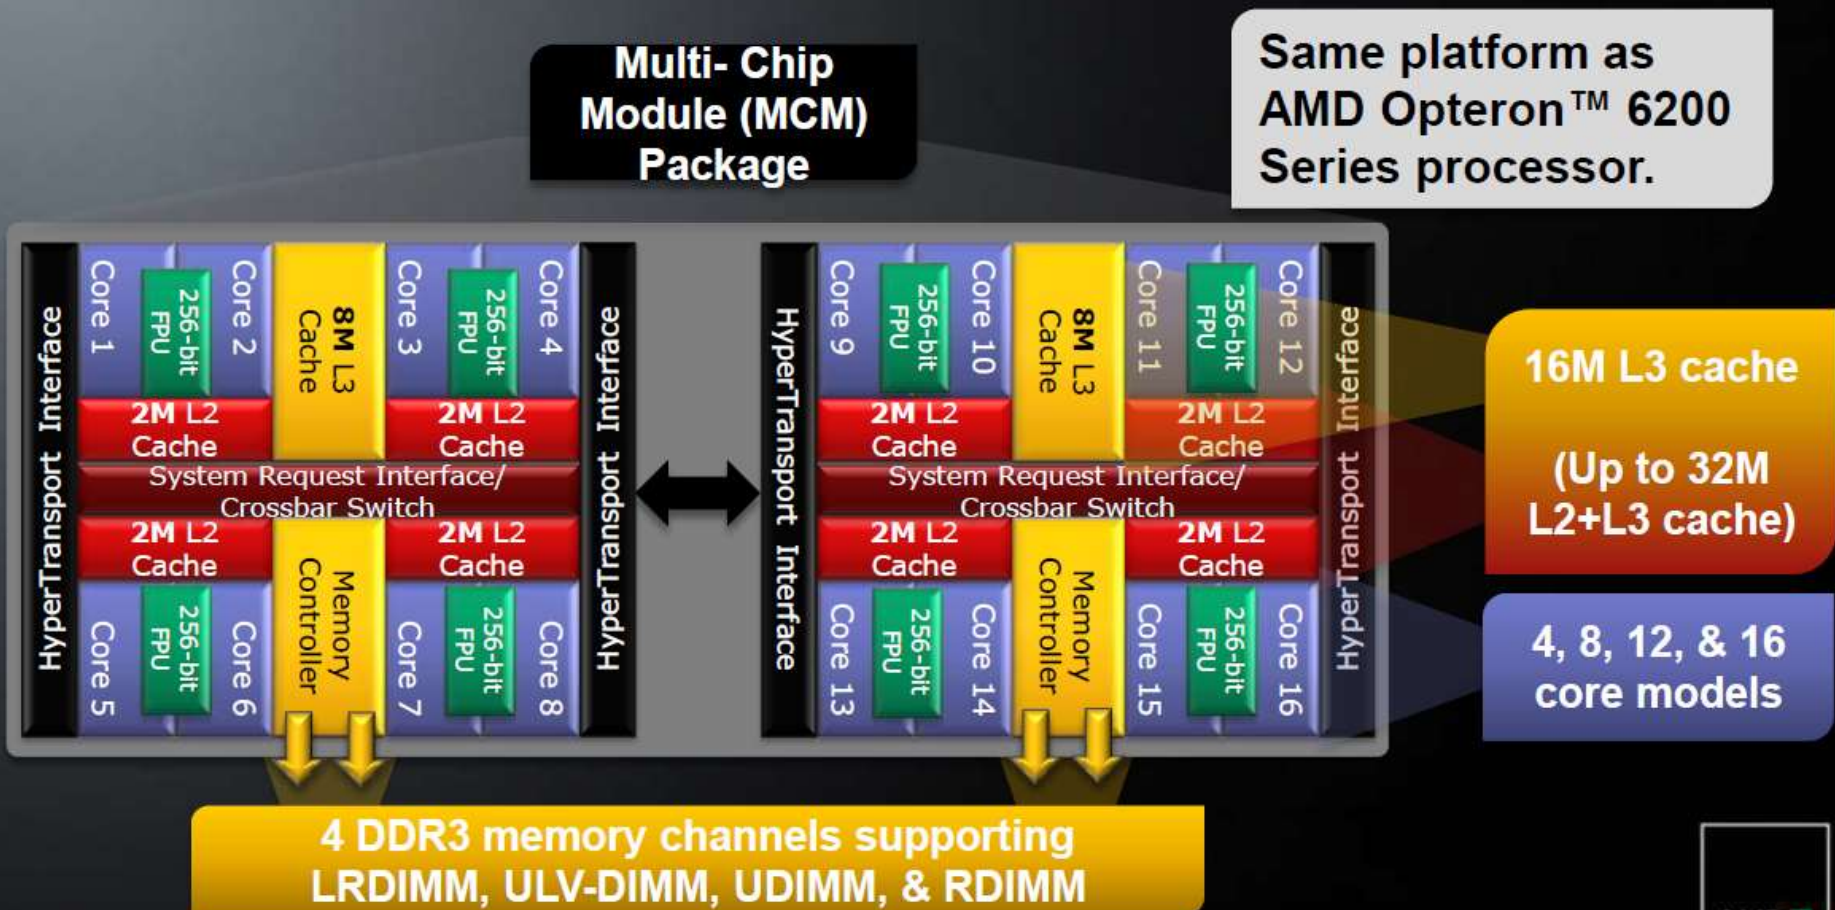 Multi- Chip
Module (MCM)
Package
Same platform as
AMD Opteron™ 6200
Series processor.
HyperTransport Interface
Core 1
256-bit
FPU
Core 2
8M L3
Cache
Core 3
256-bit
FPU
Core 4
HyperTransport Interface
2M L2
Cache
2M L2
Cache
System Request Interface/
Crossbar Switch
2M L2
Cache
2M L2
Cache
Core 5
256-bit
FPU
Core 6
Memory
Controller
Core 7
256-bit
FPU
Core 8
HyperTransport Interface
Core 9
256-bit
FPU
Core 10
8M L3
Cache
Core 11
256-bit
FPU
Core 12
HyperTransport Interface
2M L2
Cache
2M L2
Cache
System Request Interface/
Crossbar Switch
2M L2
Cache
2M L2
Cache
Core 13
256-bit
FPU
Core 14
Memory
Controller
Core 15
256-bit
FPU
Core 16
16M L3 cache
(Up to 32M
L2+L3 cache)
4, 8, 12, & 16
core models
4 DDR3 memory channels supporting
LRDIMM, ULV-DIMM, UDIMM, & RDIMM